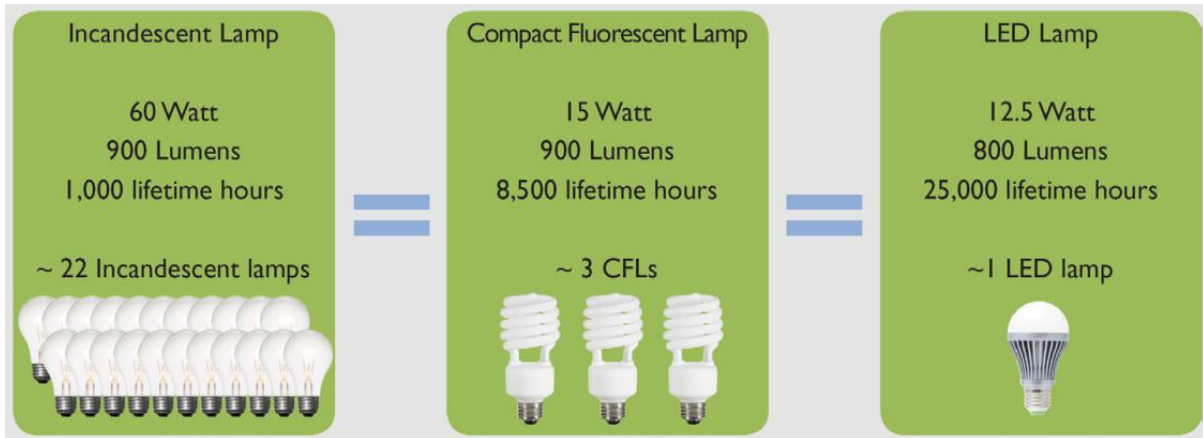 Incandescent Lamp
60 Watt
900 Lumens
1,000 lifetime hours
~ 22 Incandescent lamps
Compact Fluorescent Lamp
15 Watt
900 Lumens
8,500 lifetime hours
~ 3 CFLs
LED Lamp
12.5 Watt
800 Lumens
25,000 lifetime hours
~1 LED lamp